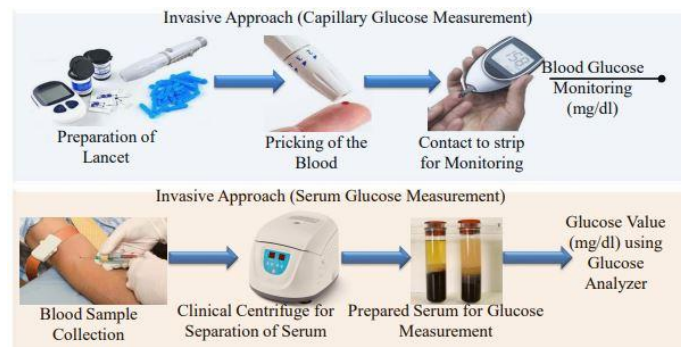 Invasive Approach (Capillary Glucose Measurement)
Preparation of
Lancet
Pricking of the
Blood
Contact to strip
for Monitoring
Blood Glucose
Monitoring
(mg/dl)
Invasive Approach (Serum Glucose Measurement)
Blood Sample
Collection
Clinical Centrifuge for
Separation of Serum
Prepared Serum for Glucose
Measurement
Glucose Value
(mg/dl) using
Glucose
Analyzer